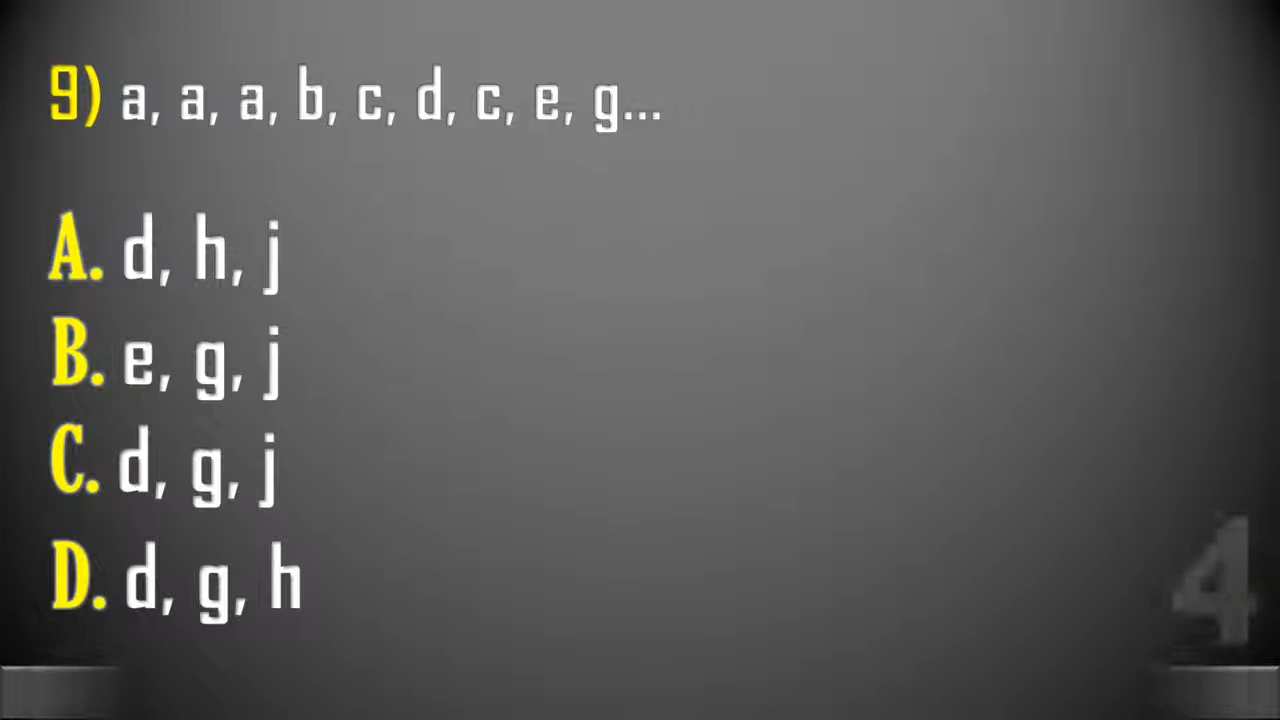 9) a, a, a, b, c, d, c, e, g...
A. d, h, j
B. e, g, j
C. d, g, j
D. d, g, h
4